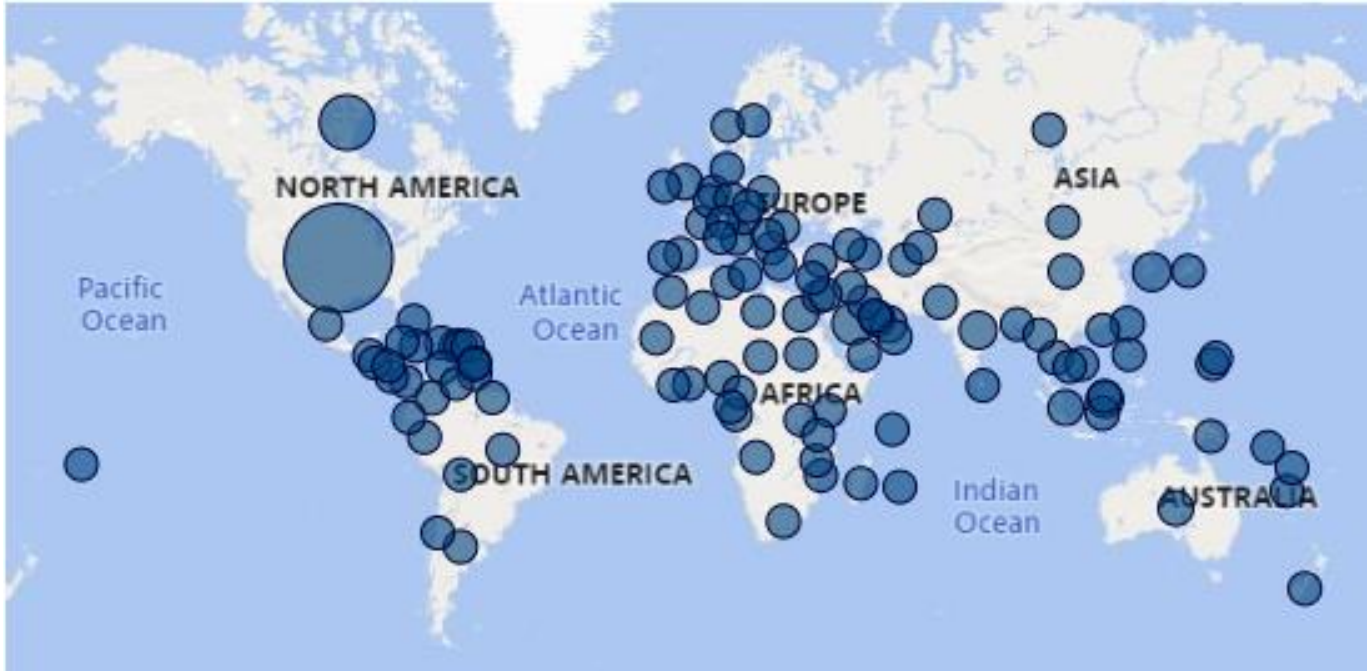 ASIA
NORTH AMERICA
EUROPE
Pacific
Ocean
Atlantic
Ocean
AFRICA
SOUTH AMERICA
Indian
Ocean
AUSTRALIA